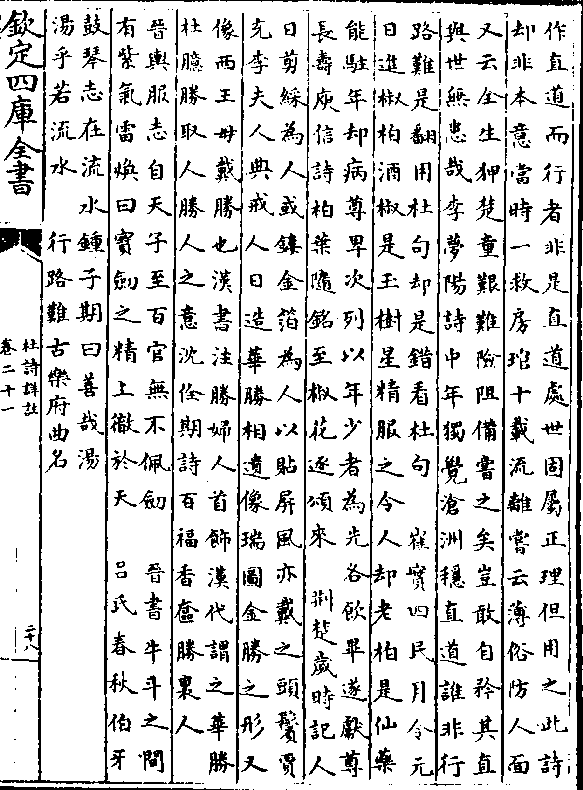 作直道而行者非是直道處世固屬正理但用之此詩
却非本意當時一救房琯十載流離嘗云薄俗防人面
又云全生狎楚童艱難險阻備嘗之矣豈敢自矜其直
與世無患哉李夢陽詩中年獨覺滄洲穩直道誰非行
路難是翻用杜句却是錯看杜句　崔寔四民月令元
日進椒柏酒椒是玉樹星精服之令人却老柏是仙藥
能駐年却病尊卑次列以年少者為先各飲畢遂獻尊
長壽庾信詩柏葉隨銘至椒花逐頌來　荆楚歲時記人
日剪綵為人或鏤金箔為人以貼屏風亦戴之頭鬢賈
充李夫人典戒人日造華勝相遺像瑞圖金勝之形又
像西王母戴勝也漢書注勝婦人首飾漢代謂之華勝
杜臆勝取人勝人之意沈佺期詩百福香奩勝裏人
晉輿服志自天子至百官無不佩劍　晉書牛斗之間
有紫氣雷煥曰寶劍之精上徹於天　吕氏春秋伯牙
鼓琴志在流水鍾子期曰善哉湯
湯乎若流水　行路難古樂府曲名
欽定四庫全書
杜詩詳註
卷二十一
二十八